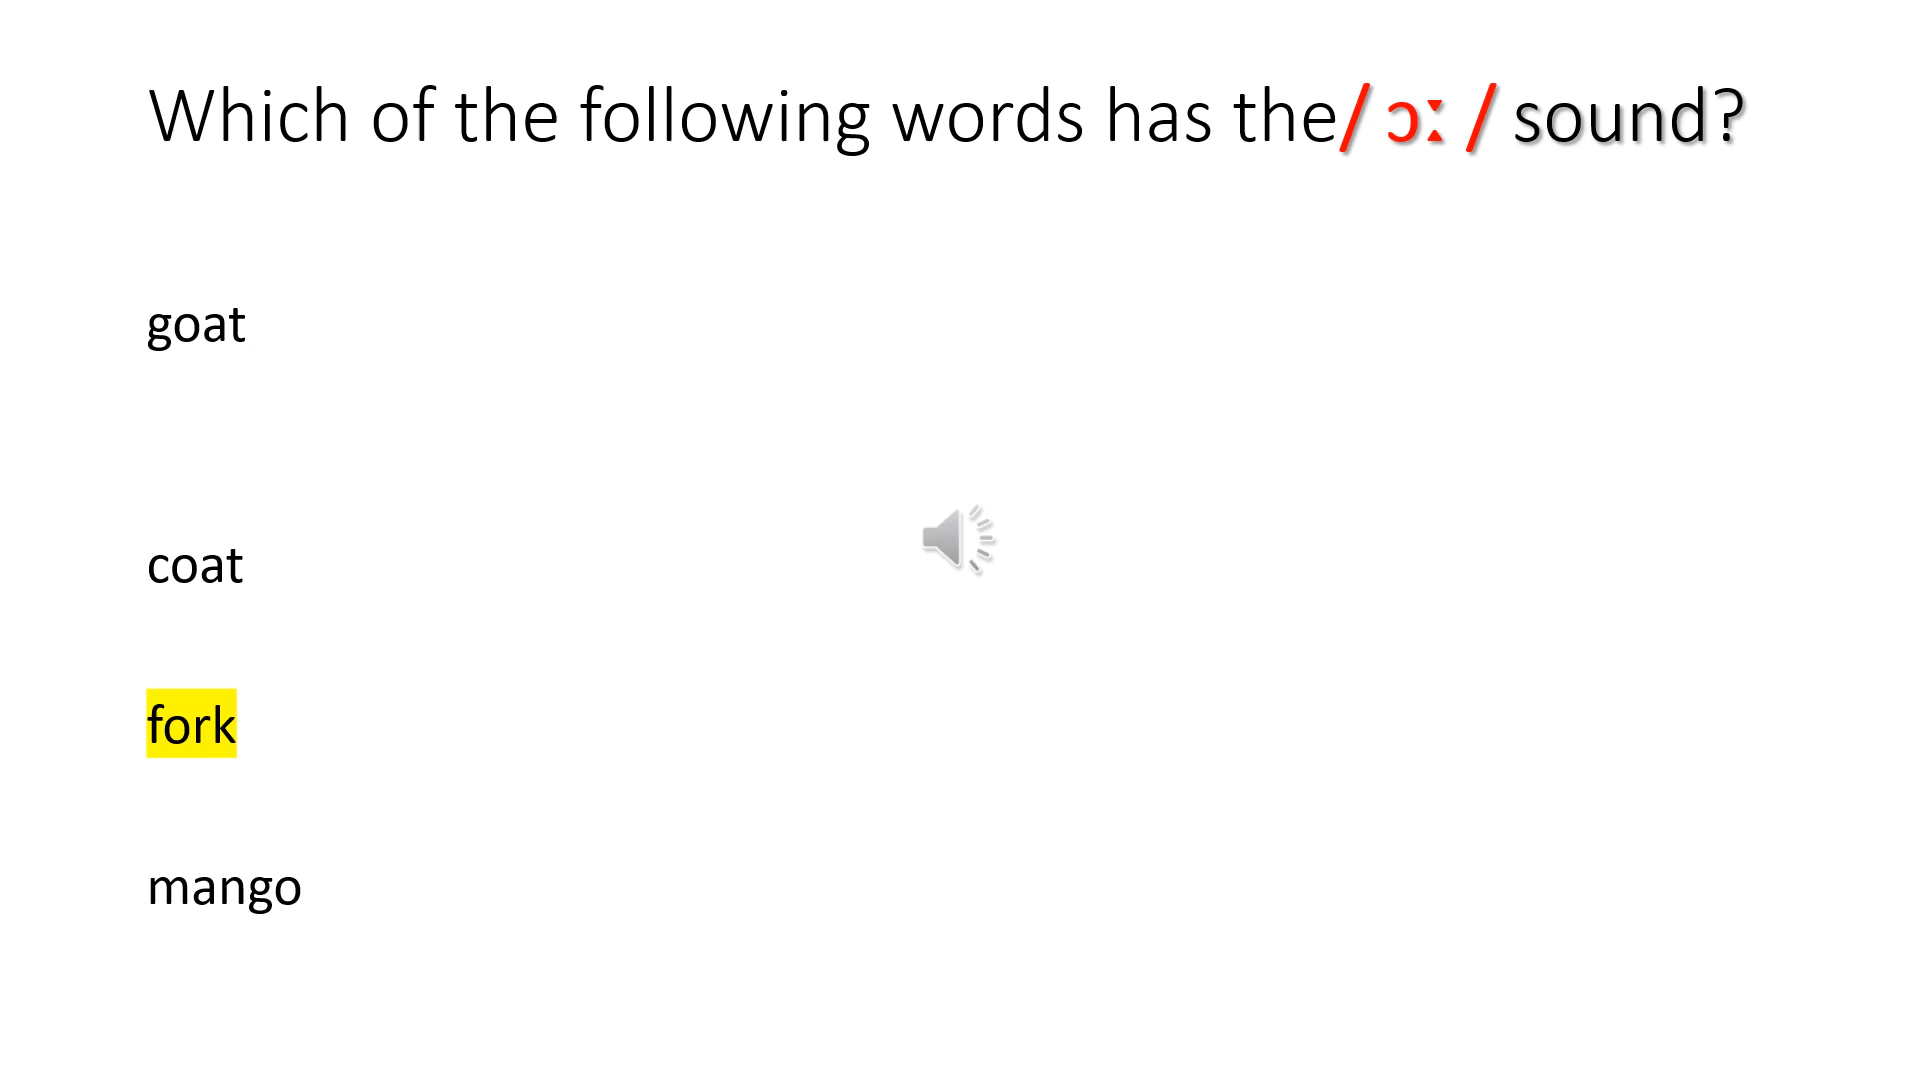 Which of the following words has the/ ɔː / sound?
goat
coat
fork
mango